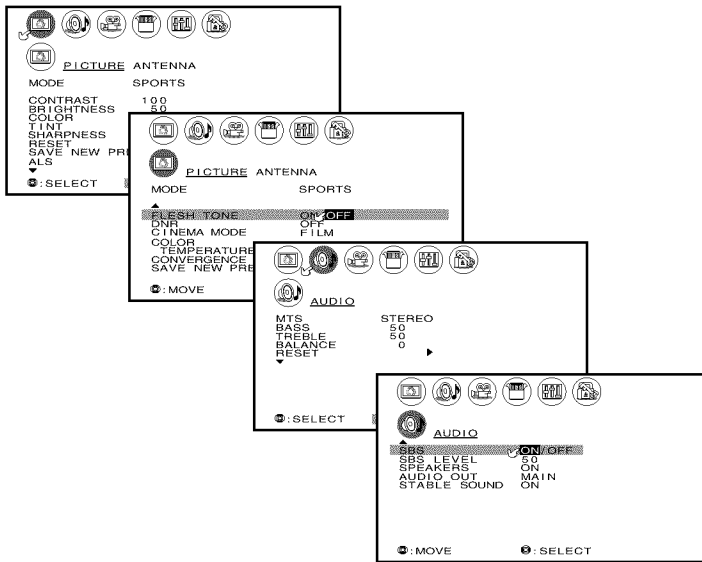 PICTURE ANTENNA
MODE SPORTS
CONTRAST 100
BRIGHTNESS 50
COLOR
TINT
SHARPNESS
RESET
SAVE NEW PRE
ALS
:SELECT
PICTURE ANTENNA
MODE SPORTS
FLESH TONE ON OFF
DNR OFF
CINEMA MODE FILM
COLOR
TEMPERATURE
CONVERGENCE
SAVE NEW PRE
:MOVE
AUDIO
MTS STEREO
BASS 50
TREBLE 50
BALANCE 0
RESET
:SELECT
AUDIO
SBS ON/OFF
SBS LEVEL 50
SPEAKERS ON
AUDIO OUT MAIN
STABLE SOUND ON
:MOVE :SELECT